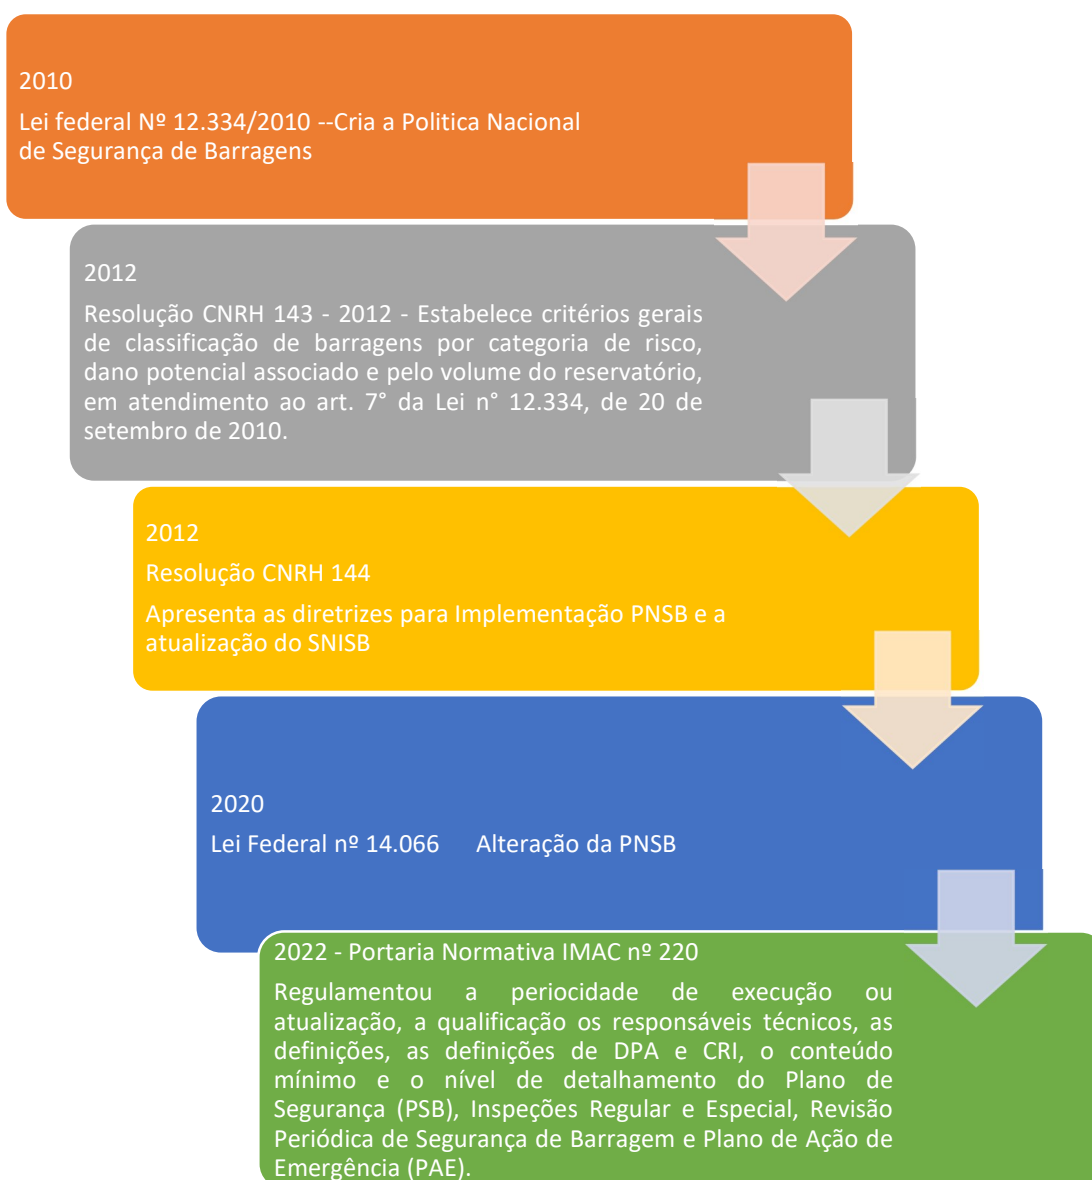 2010
Lei federal Nº 12.334/2010 --Cria a Politica Nacional
de Segurança de Barragens
2012
Resolução CNRH 143 - 2012 - Estabelece critérios gerais
de classificação de barragens por categoria de risco,
dano potencial associado e pelo volume do reservatório,
em atendimento ao art. 7° da Lei n° 12.334, de 20 de
setembro de 2010.
2012
Resolução CNRH 144
Apresenta as diretrizes para Implementação PNSB e a
atualização do SNISB
2020
Lei Federal nº 14.066 Alteração da PNSB
2022 - Portaria Normativa IMAC nº 220
Regulamentou a periocidade de execução ou
atualização, a qualificação os responsáveis técnicos, as
definições, as definições de DPA e CRI, o conteúdo
mínimo e o nível de detalhamento do Plano de
Segurança (PSB), Inspeções Regular e Especial, Revisão
Periódica de Segurança de Barragem e Plano de Ação de
Emergência (PAE).